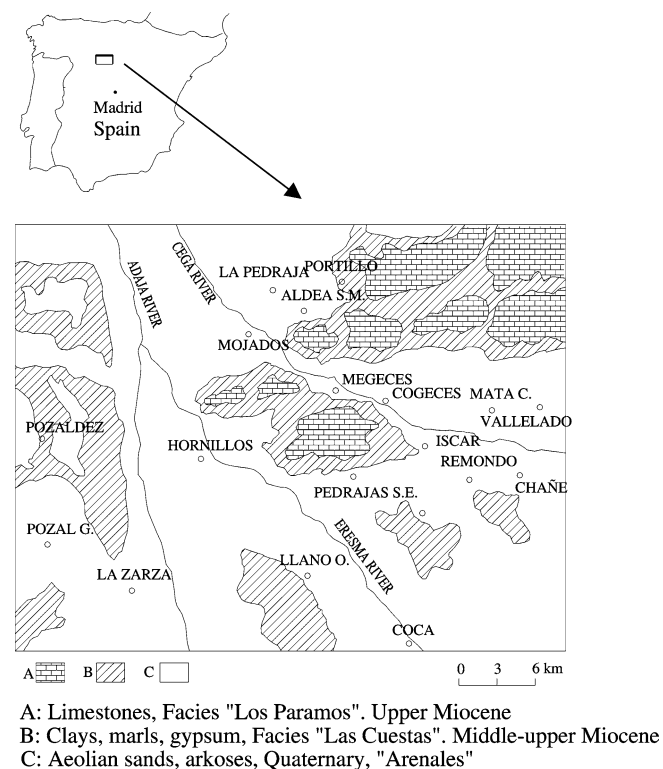 Madrid
Spain
ADAJA RIVER
CEGA RIVER
LA PEDRAJA
PORTILLO
ALDEA S.M.
MOJADOS
MEGECES
COGECES
MATA C.
VALLELADO
POZALDEZ
HORNILLOS
ISCAR
REMONDO
CHAÑE
PEDRAJAS S.E.
POZAL G.
ERESMA RIVER
LLANO O.
LA ZARZA
COCA
A B C
0 3 6 km
A: Limestones, Facies "Los Paramos". Upper Miocene
B: Clays, marls, gypsum, Facies "Las Cuestas". Middle-upper Miocene
C: Aeolian sands, arkoses, Quaternary, "Arenales"